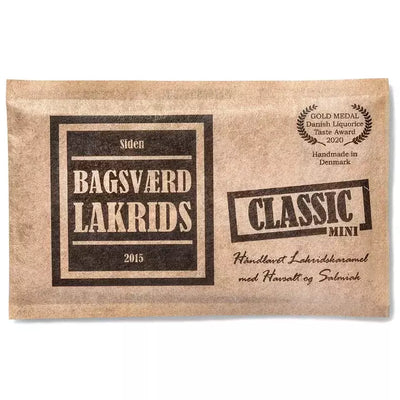 Siden
BAGSVÆRD
LAKRIDS
2015
GOLD MEDAL
Danish Liquorice
Taste Award
2020
Handmade in
Denmark
CLASSIC
MINI
Håndlavet Lakridskaramel
med Havsalt og Salmiak